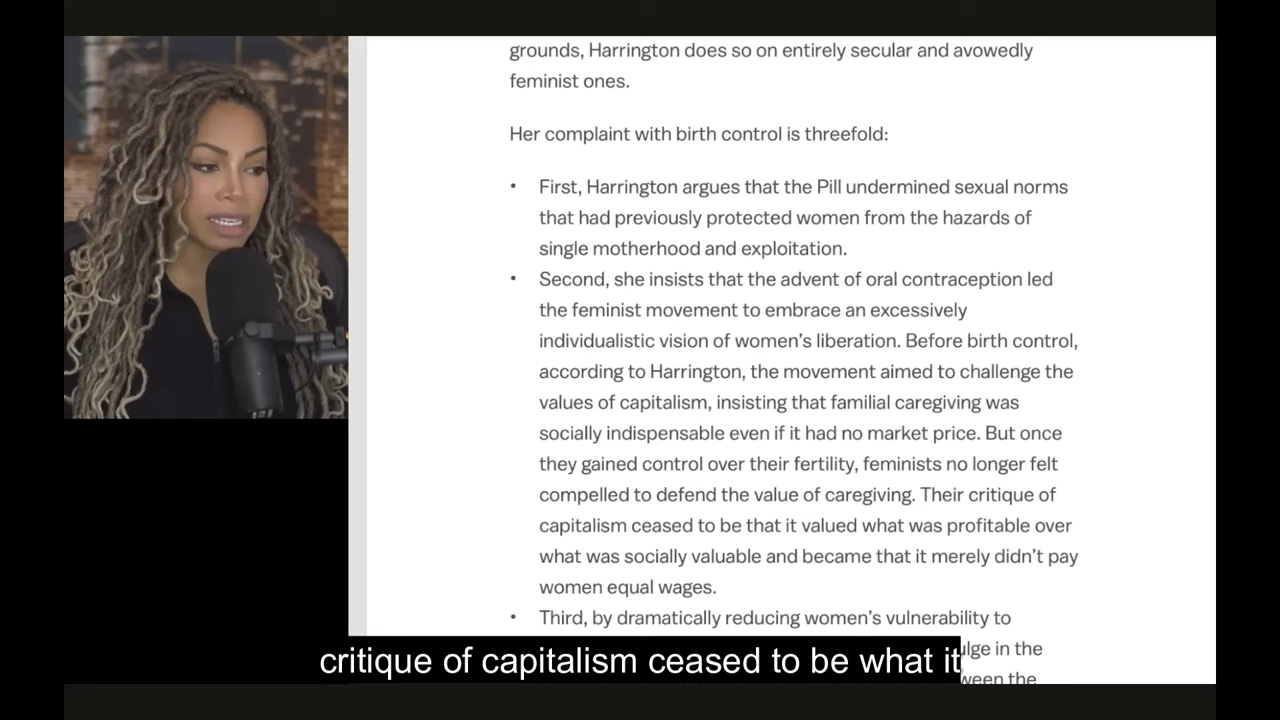 grounds, Harrington does so on entirely secular and avowedly
feminist ones.
Her complaint with birth control is threefold:
• First, Harrington argues that the Pill undermined sexual norms
that had previously protected women from the hazards of
single motherhood and exploitation.
• Second, she insists that the advent of oral contraception led
the feminist movement to embrace an excessively
individualistic vision of women’s liberation. Before birth control,
according to Harrington, the movement aimed to challenge the
values of capitalism, insisting that familial caregiving was
socially indispensable even if it had no market price. But once
they gained control over their fertility, feminists no longer felt
compelled to defend the value of caregiving. Their critique of
capitalism ceased to be that it valued what was profitable over
what was socially valuable and became that it merely didn’t pay
women equal wages.
• Third, by dramatically reducing women’s vulnerability to
ulge in the
ween the
critique of capitalism ceased to be what it